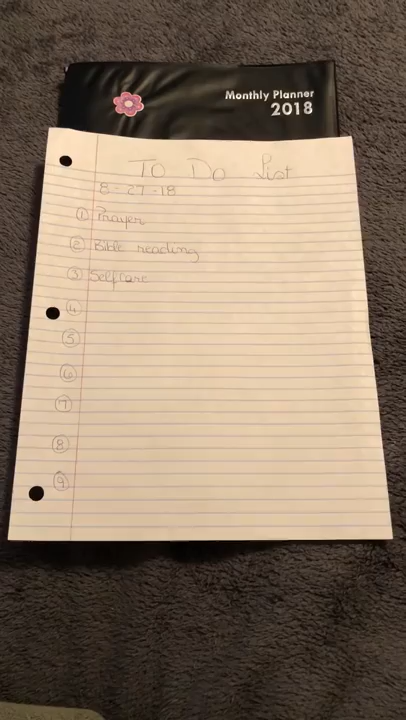 Monthly Planner
2018
To Do List
8-27-18
① Prayer
② Bible reading
③ Selfcare
④
⑤
⑥
⑦
⑧
⑨